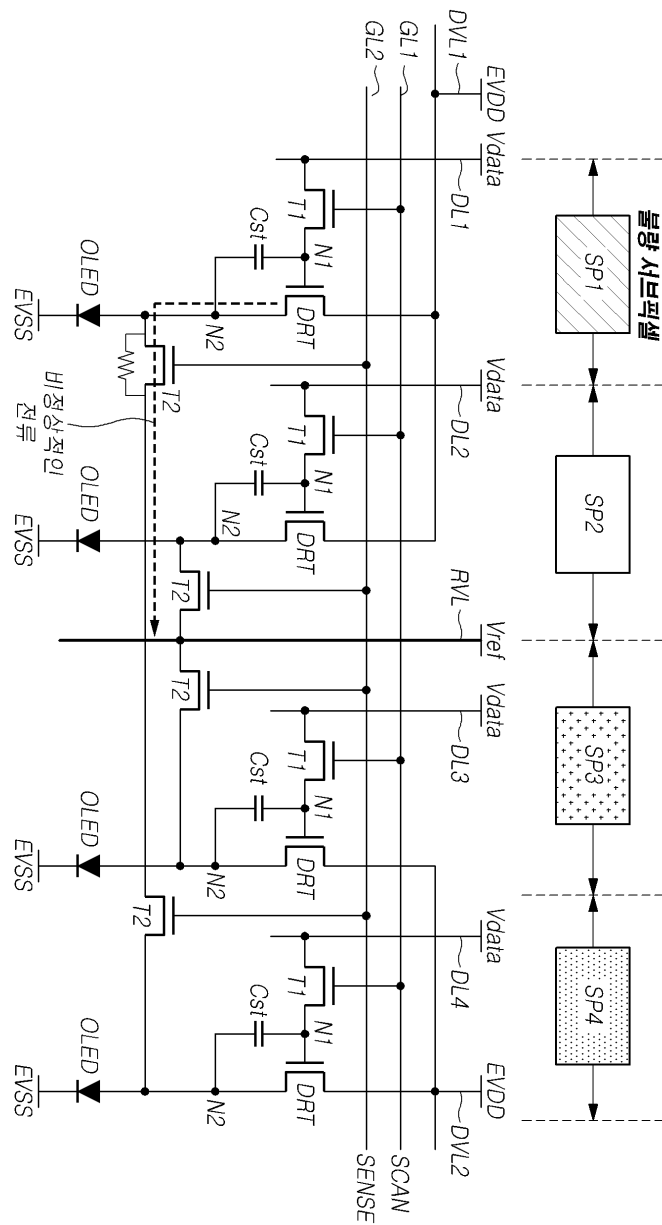 불량 서브픽셀
SP1 SP2 SP3 SP4
EVDD Vdata Vdata Vref Vdata Vdata EVDD
DVL1 DL1 DL2 RVL DL3 DL4 DVL2
GL1 SCAN
GL2 SENSE
T1 N1 DRT T1 N1 DRT T1 N1 DRT T1 N1 DRT
Cst Cst Cst Cst
N2 N2 N2 N2
T2 T2 T2 T2
OLED OLED OLED OLED
비정상적인
전류
EVSS EVSS EVSS EVSS